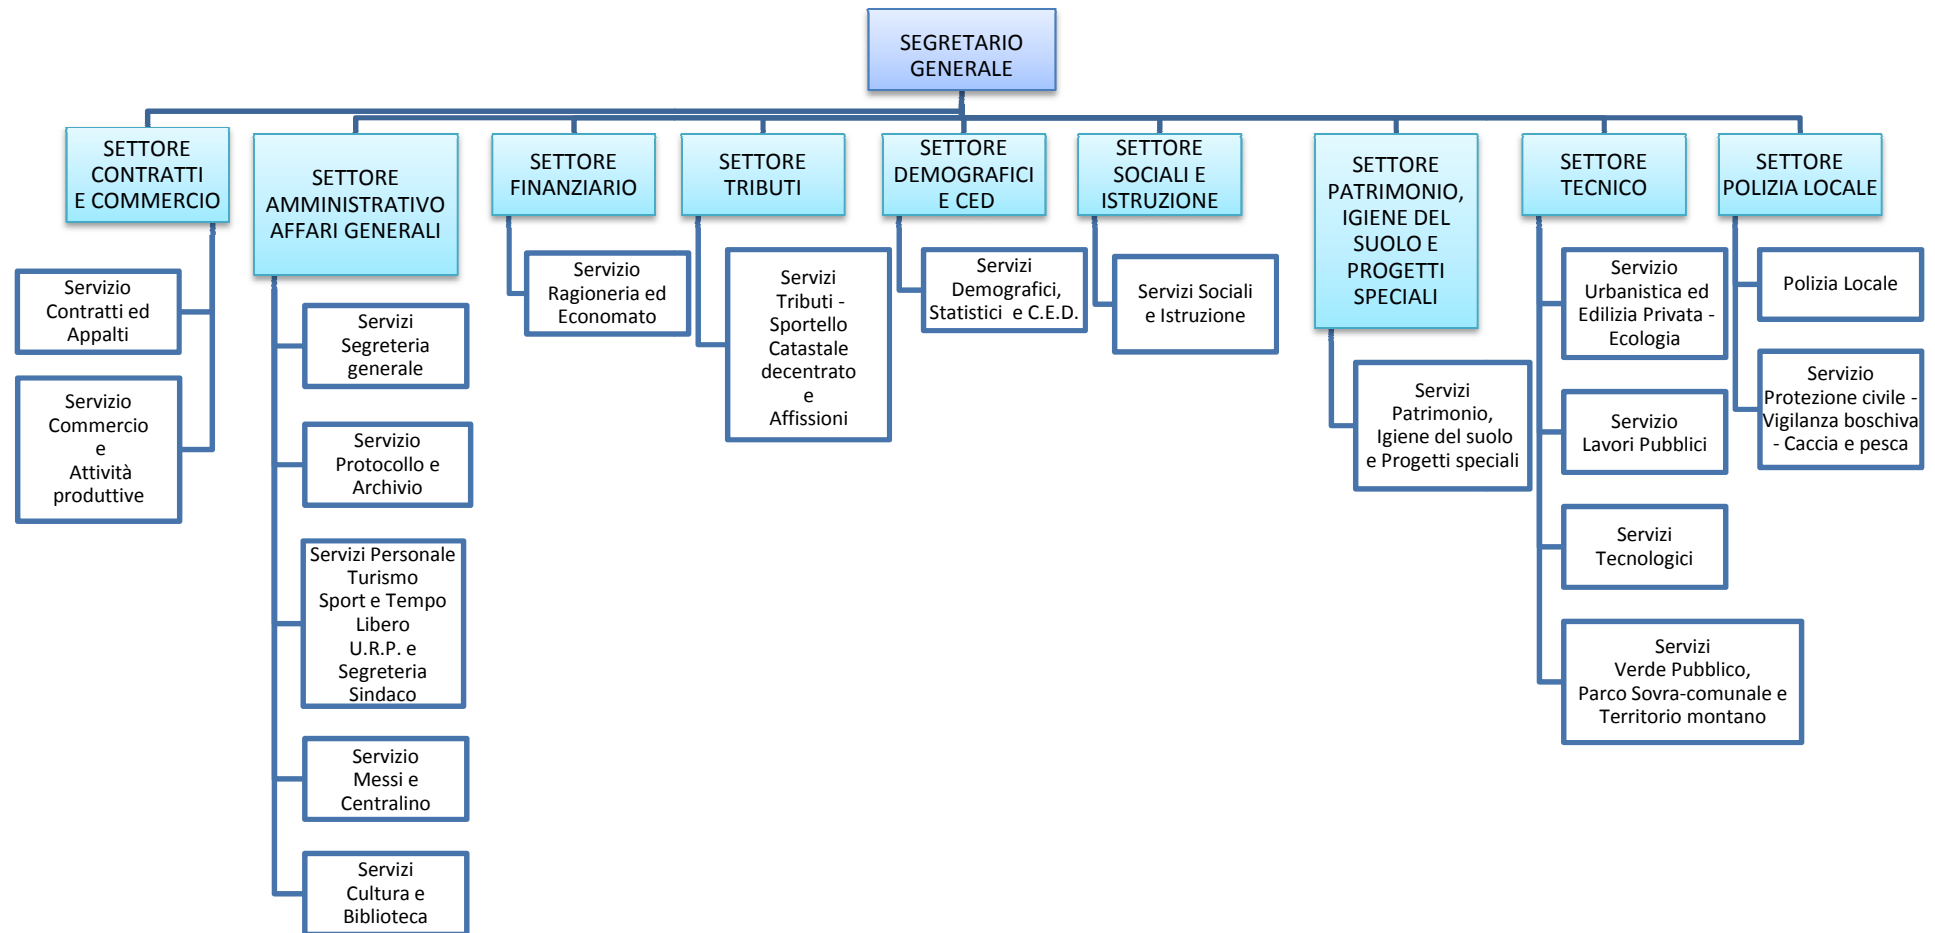 SEGRETARIO
GENERALE
SETTORE
CONTRATTI
E COMMERCIO
SETTORE
AMMINISTRATIVO
AFFARI GENERALI
SETTORE
FINANZIARIO
SETTORE
TRIBUTI
SETTORE
DEMOGRAFICI
E CED
SETTORE
SOCIALI E
ISTRUZIONE
SETTORE
PATRIMONIO,
IGIENE DEL
SUOLO E
PROGETTI
SPECIALI
SETTORE
TECNICO
SETTORE
POLIZIA LOCALE
Servizio
Contratti ed
Appalti
Servizio
Commercio
e
Attività
produttive
Servizi
Segreteria
generale
Servizio
Protocollo e
Archivio
Servizi Personale
Turismo
Sport e Tempo
Libero
U.R.P. e
Segreteria
Sindaco
Servizio
Messi e
Centralino
Servizi
Cultura e
Biblioteca
Servizio
Ragioneria ed
Economato
Servizi
Tributi -
Sportello
Catastale
decentrato
e
Affissioni
Servizi
Demografici,
Statistici e C.E.D.
Servizi Sociali
e Istruzione
Servizi
Patrimonio,
Igiene del suolo
e Progetti speciali
Servizio
Urbanistica ed
Edilizia Privata -
Ecologia
Servizio
Lavori Pubblici
Servizi
Tecnologici
Servizi
Verde Pubblico,
Parco Sovra-comunale e
Territorio montano
Polizia Locale
Servizio
Protezione civile -
Vigilanza boschiva
- Caccia e pesca